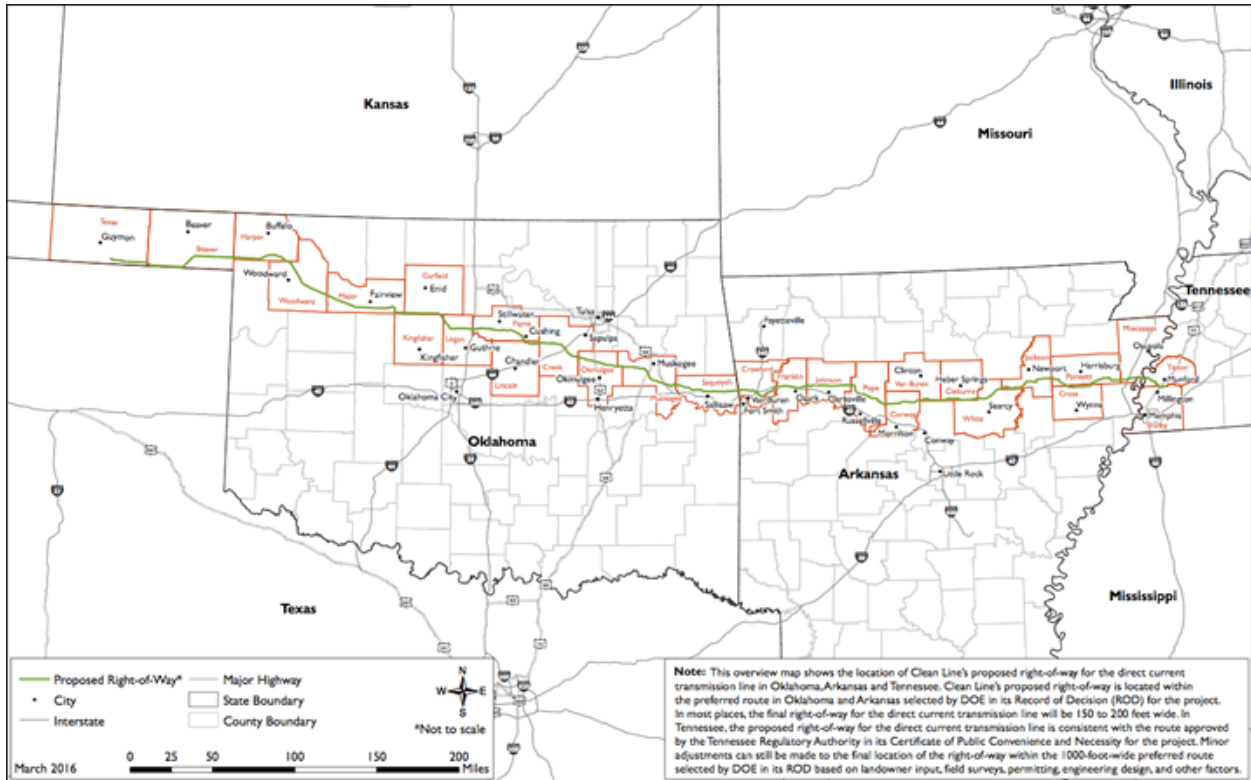 Illinois
Kansas
Missouri
Texas
Beaver
Buffalo
Guymon
Harper
Beaver
Tennessee
Woodward
Garfield
Enid
Major
Fairview
Woodward
Stillwater
Tulsa
Payne
Cushing
Sapulpa
Fayetteville
Mississippi
Osceola
Kingfisher
Logan
Guthrie
Kingfisher
Chandler
Creek
Okmulgee
Okmulgee
Muskogee
Lincoln
Henryetta
Muskogee
Sequoyah
Sallisaw
Crawford
Van Buren
Fort Smith
Franklin
Ozark
Johnson
Clarksville
Pope
Russellville
Clinton
Van Buren
Heber Springs
Cleburne
Jackson
Newport
Harrisburg
Poinsett
Tipton
Munford
Millington
Cross
Wynne
Memphis
Shelby
White
Searcy
Conway
Morrilton
Conway
Little Rock
Oklahoma City
Oklahoma
Arkansas
Texas
Mississippi
Proposed Right-of-Way*
City
Interstate
Major Highway
State Boundary
County Boundary
N
W E
S
*Not to scale
0 25 50 100 150 200
Miles
March 2016
Note: This overview map shows the location of Clean Line's proposed right-of-way for the direct current
transmission line in Oklahoma, Arkansas and Tennessee. Clean Line's proposed right-of-way is located within
the preferred route in Oklahoma and Arkansas selected by DOE in its Record of Decision (ROD) for the project.
In most places, the final right-of-way for the direct current transmission line will be 150 to 200 feet wide. In
Tennessee, the proposed right-of-way for the direct current transmission line is consistent with the route approved
by the Tennessee Regulatory Authority in its Certificate of Public Convenience and Necessity for the project. Minor
adjustments can still be made to the final location of the right-of-way within the 1000-foot-wide preferred route
selected by DOE in its ROD based on landowner input, field surveys, permitting, engineering design, and other factors.